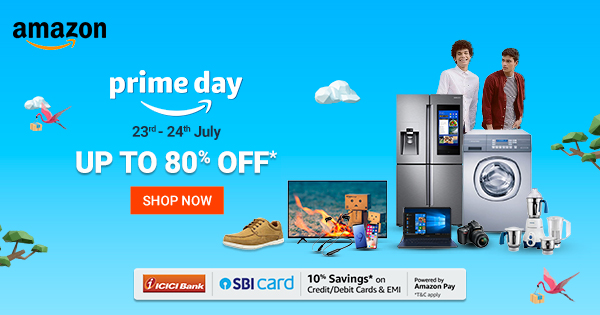 amazon
prime day
23rd - 24th July
UP TO 80% OFF*
SHOP NOW
ICICI Bank
SBI card
10% Savings* on
Credit/Debit Cards & EMI
Powered by
Amazon Pay
*T&C apply